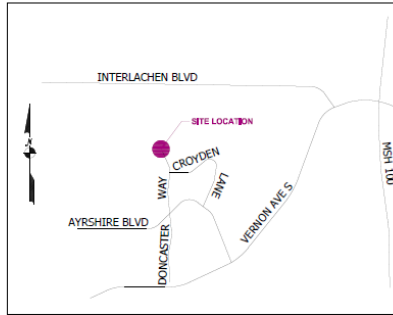 INTERLACHEN BLVD
SITE LOCATION
CROYDEN
LANE
WAY
MSH 100
AYRSHIRE BLVD
VERNON AVE S
DONCASTER